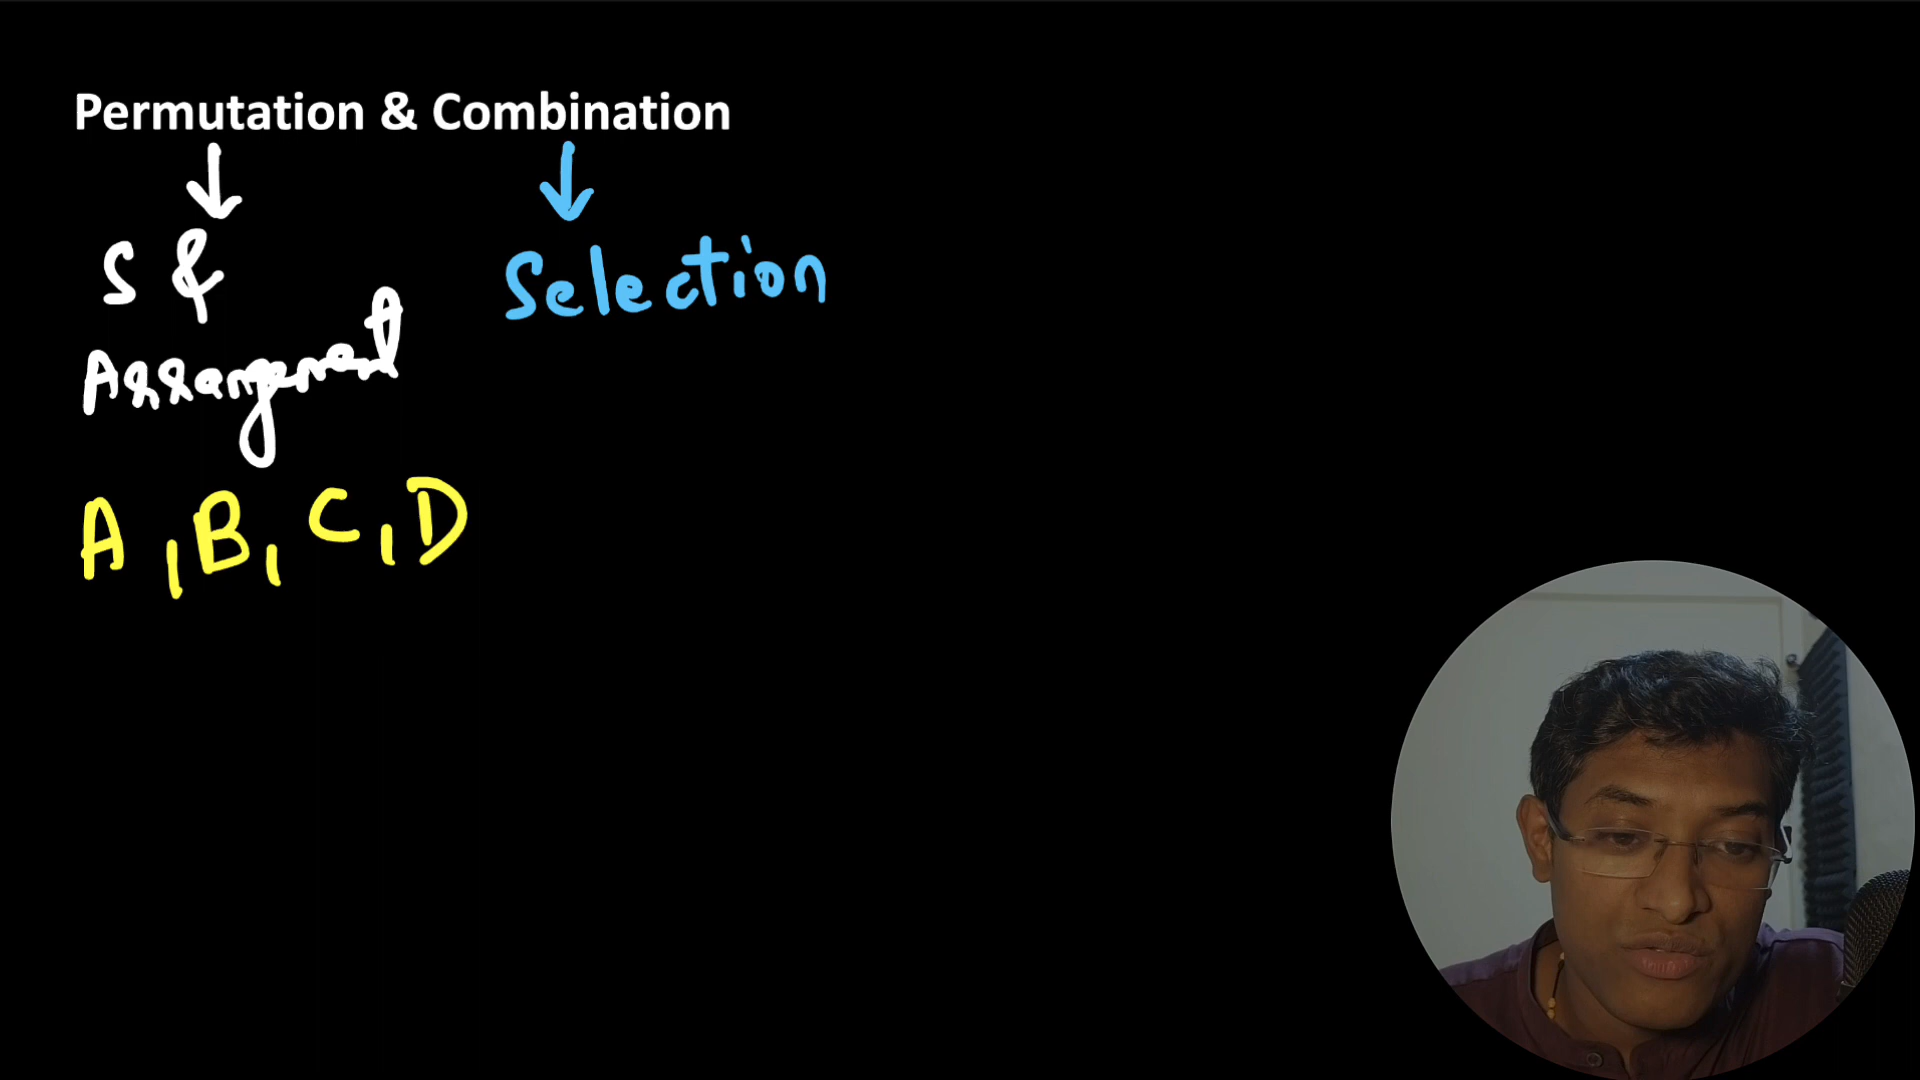 Permutation & Combination
S &
Arrangement
Selection
A, B, C, D